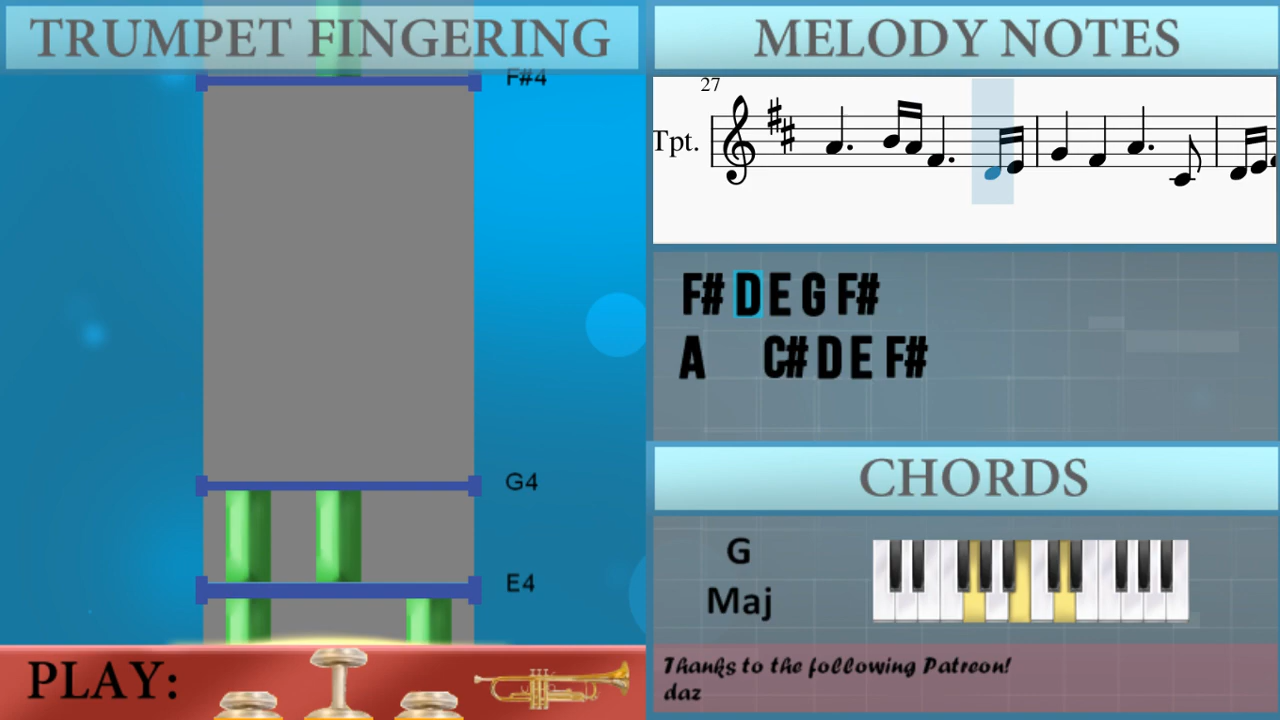 TRUMPET FINGERING
F#4
G4
E4
PLAY:
MELODY NOTES
27
Tpt.
F# D E G F#
A C# D E F#
CHORDS
G
Maj
Thanks to the following Patreon!
daz